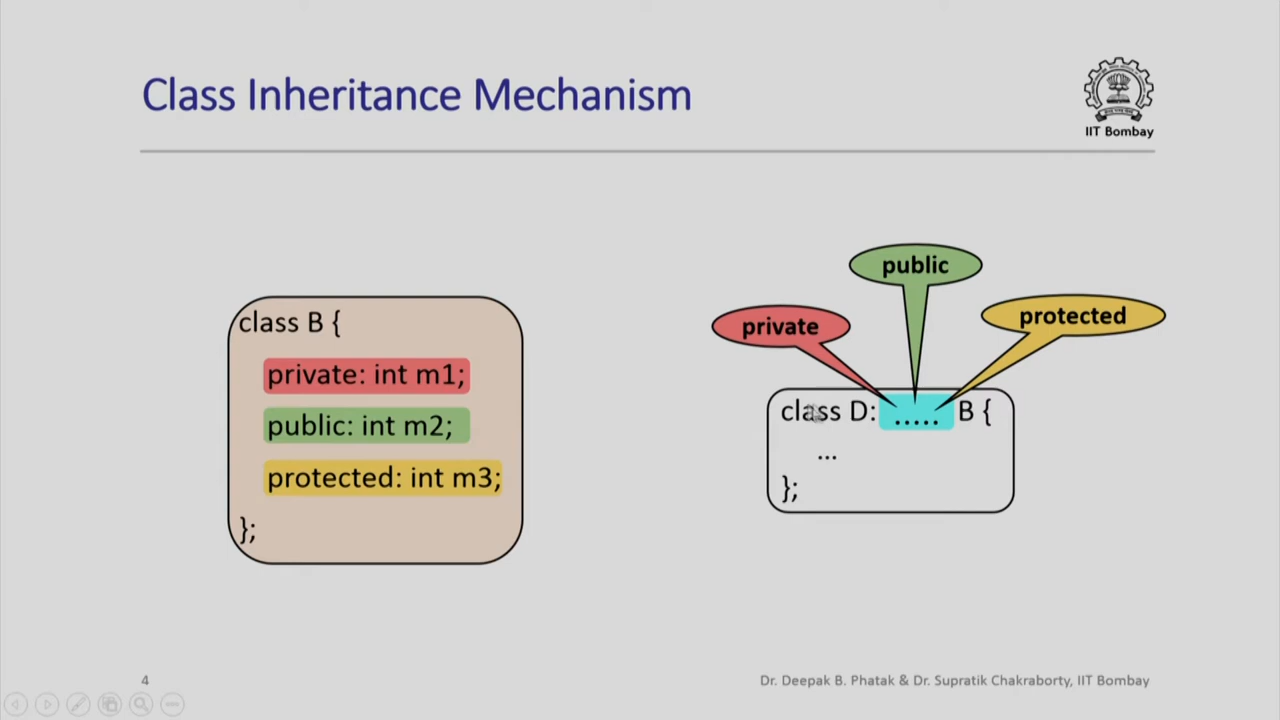 Class Inheritance Mechanism
IIT Bombay
class B {
private: int m1;
public: int m2;
protected: int m3;
};
public
private
protected
class D: ..... B {
...
};
4
Dr. Deepak B. Phatak & Dr. Supratik Chakraborty, IIT Bombay